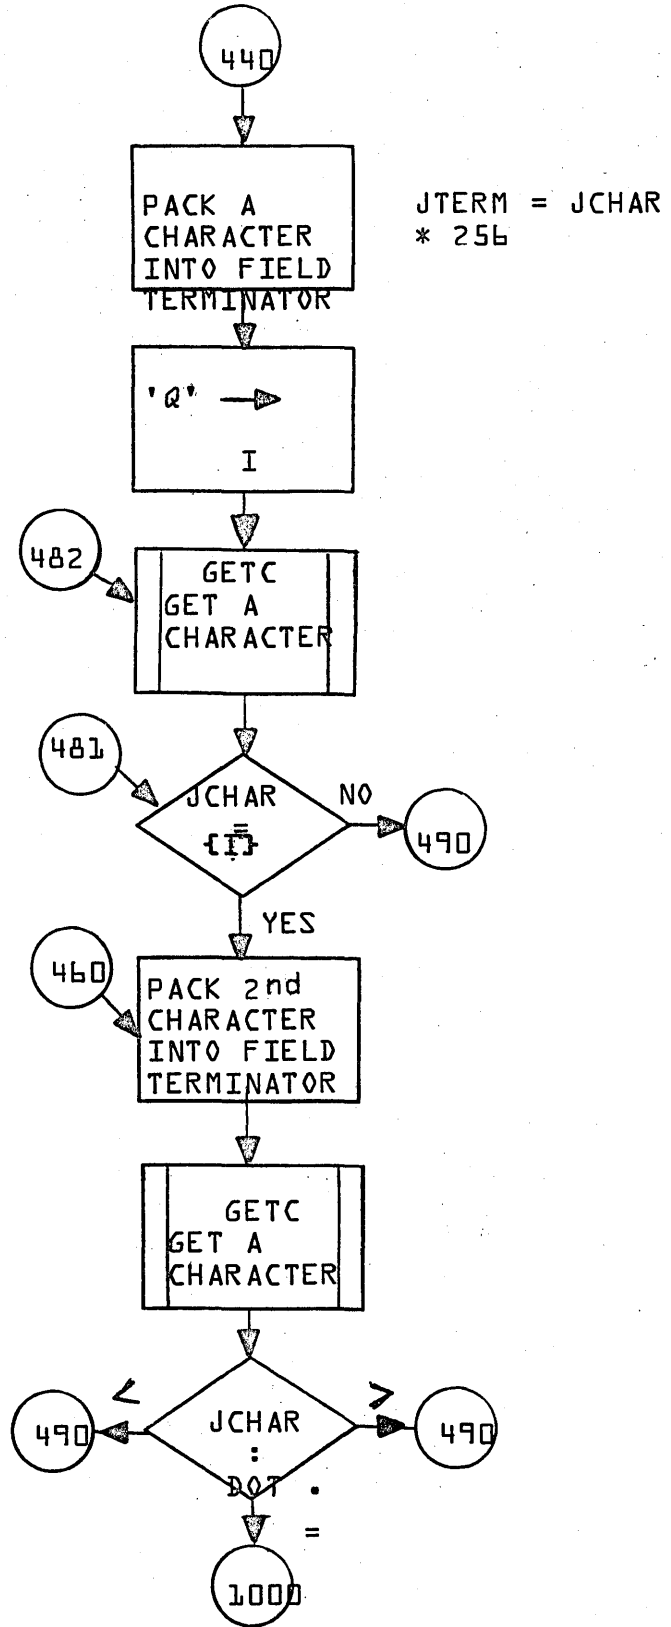 440
PACK A
CHARACTER
INTO FIELD
TERMINATOR
JTERM = JCHAR
* 256
'Q'
I
482
GETC
GET A
CHARACTER
481
JCHAR
=
{I}
NO
490
YES
460
PACK 2nd
CHARACTER
INTO FIELD
TERMINATOR
GETC
GET A
CHARACTER
<
>
490
JCHAR
:
DOT .
490
=
1000